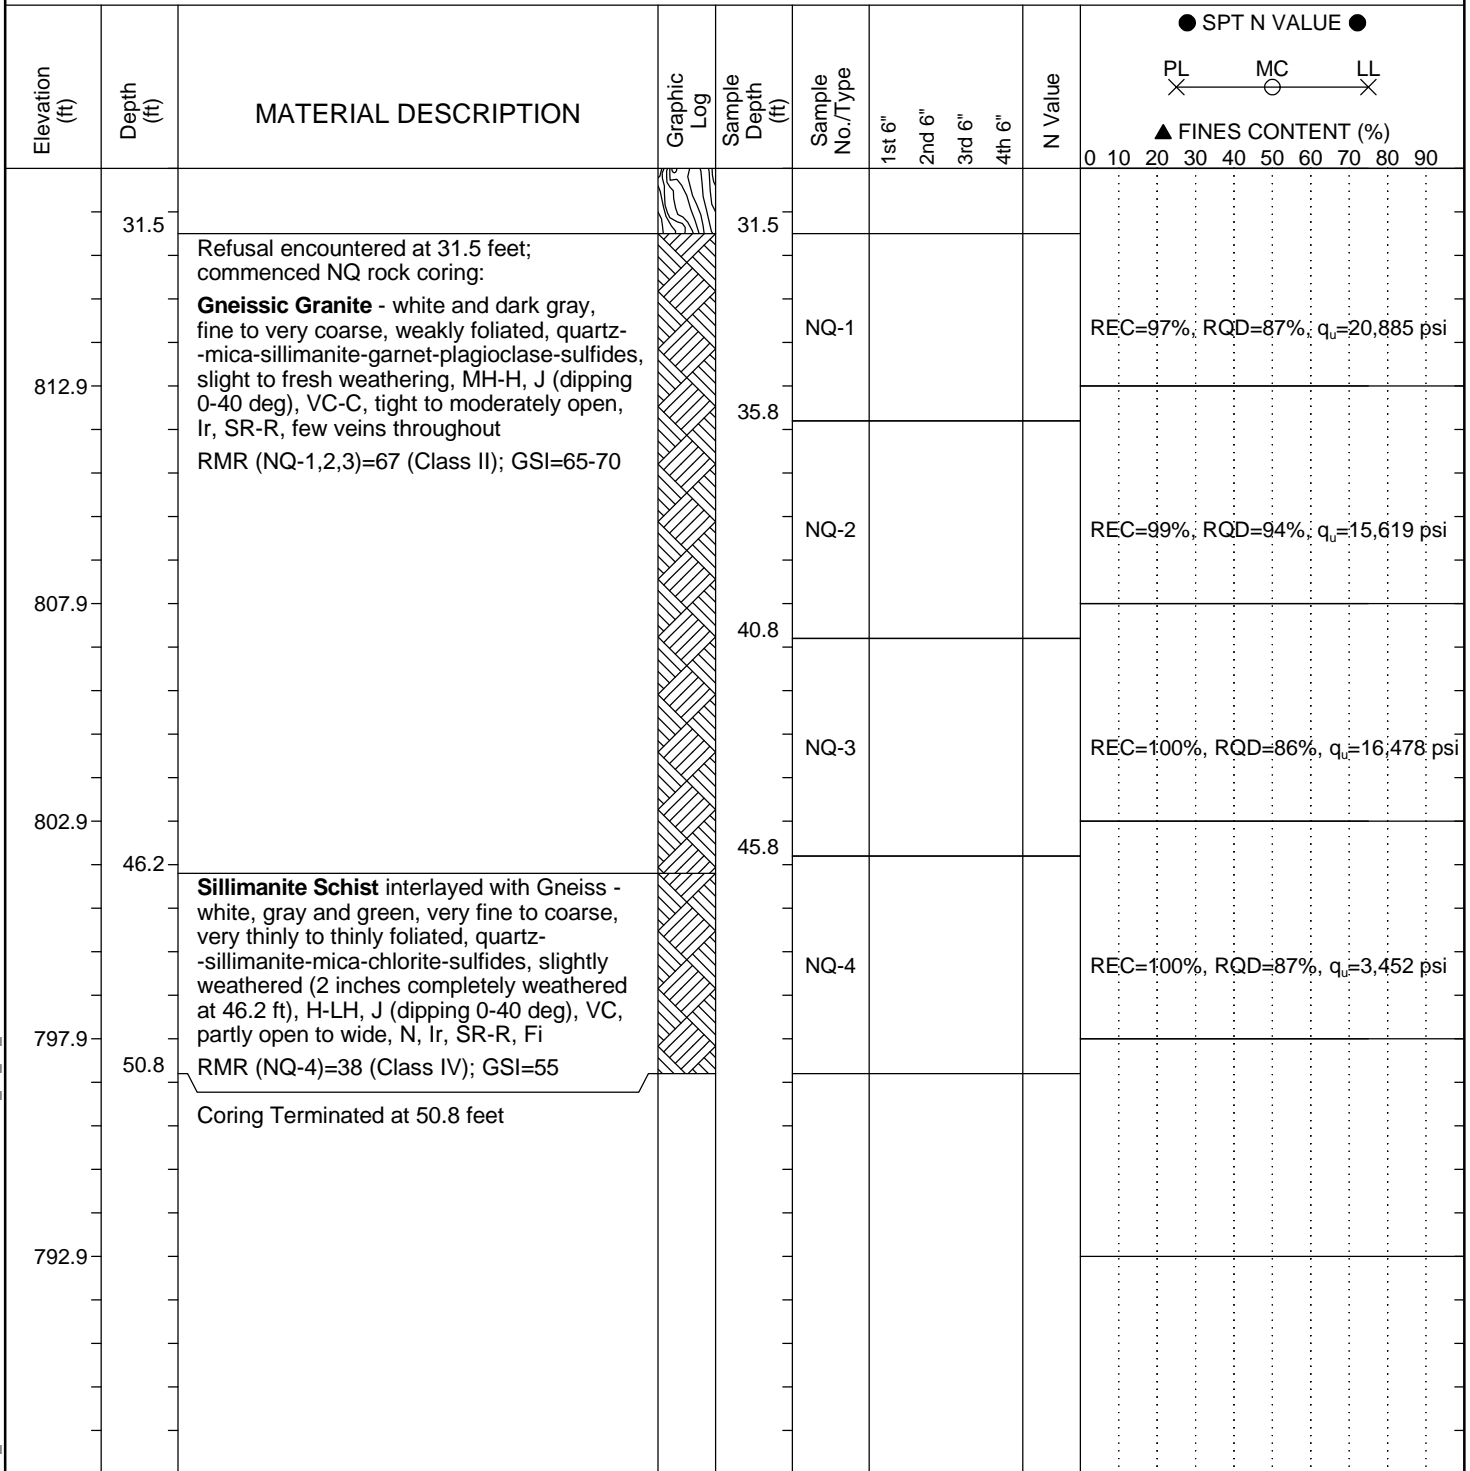 ● SPT N VALUE ●
PL MC LL
▲ FINES CONTENT (%)
0 10 20 30 40 50 60 70 80 90
Elevation
(ft)
Depth
(ft)
MATERIAL DESCRIPTION
Graphic
Log
Sample
Depth
(ft)
Sample
No./Type
1st 6"
2nd 6"
3rd 6"
4th 6"
N Value
31.5
31.5
Refusal encountered at 31.5 feet;
commenced NQ rock coring:
Gneissic Granite - white and dark gray,
fine to very coarse, weakly foliated, quartz-
-mica-sillimanite-garnet-plagioclase-sulfides,
slight to fresh weathering, MH-H, J (dipping
0-40 deg), VC-C, tight to moderately open,
Ir, SR-R, few veins throughout
RMR (NQ-1,2,3)=67 (Class II); GSI=65-70
NQ-1
REC=97%, RQD=87%, qu=20,885 psi
812.9
35.8
NQ-2
REC=99%, RQD=94%, qu=15,619 psi
807.9
40.8
NQ-3
REC=100%, RQD=86%, qu=16,478 psi
802.9
45.8
46.2
Sillimanite Schist interlayed with Gneiss -
white, gray and green, very fine to coarse,
very thinly to thinly foliated, quartz-
-sillimanite-mica-chlorite-sulfides, slightly
weathered (2 inches completely weathered
at 46.2 ft), H-LH, J (dipping 0-40 deg), VC,
partly open to wide, N, Ir, SR-R, Fi
RMR (NQ-4)=38 (Class IV); GSI=55
NQ-4
REC=100%, RQD=87%, qu=3,452 psi
797.9
50.8
Coring Terminated at 50.8 feet
792.9